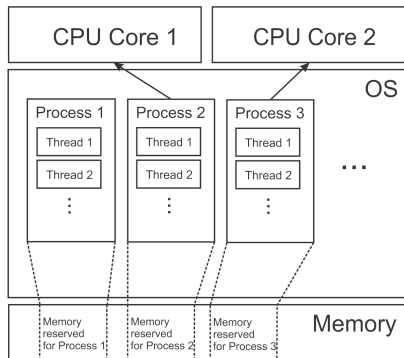 CPU Core 1
CPU Core 2
OS
Process 1
Thread 1
Thread 2
⋮
Process 2
Thread 1
Thread 2
⋮
Process 3
Thread 1
Thread 2
⋮
...
Memory reserved
for Process 1
Memory reserved
for Process 2
Memory reserved
for Process 3
Memory